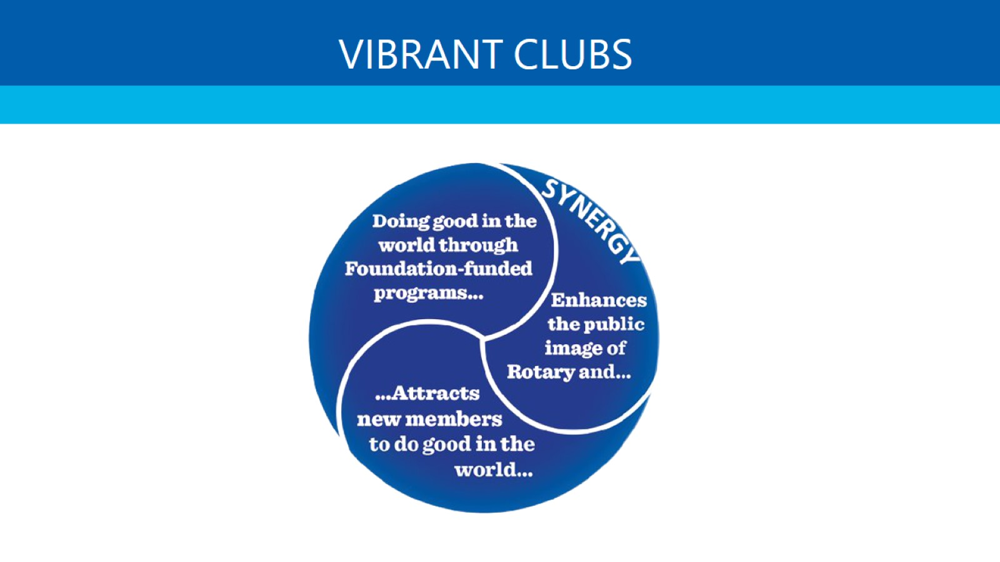 VIBRANT CLUBS
SYNERGY
Doing good in the
world through
Foundation-funded
programs...
Enhances
the public
image of
Rotary and...
...Attracts
new members
to do good in the
world...